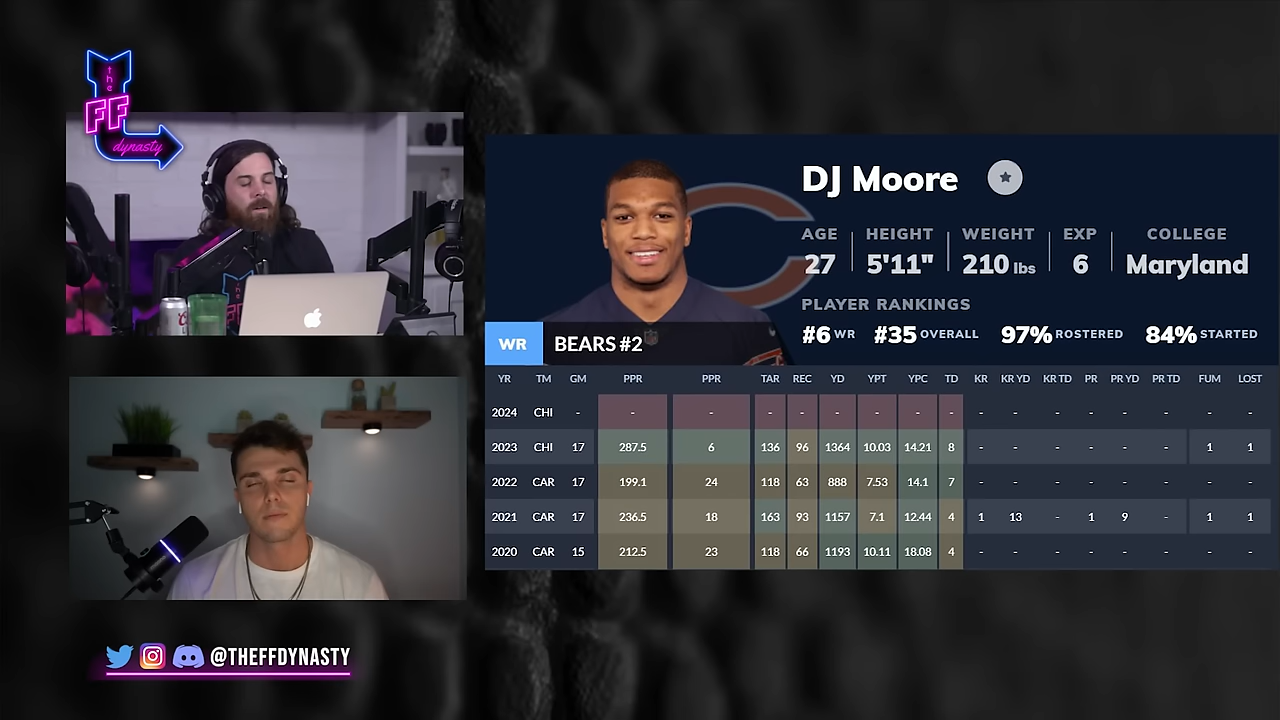 the
FF
dynasty
DJ Moore
AGE HEIGHT WEIGHT EXP COLLEGE
27 5'11" 210 lbs 6 Maryland
PLAYER RANKINGS
#6 WR #35 OVERALL 97% ROSTERED 84% STARTED
WR BEARS #2
YR TM GM PPR PPR TAR REC YD YPT YPC TD KR KR YD KR TD PR PR YD PR TD FUM LOST
2024 CHI - - - - - - - - - - - - - - - - -
2023 CHI 17 287.5 6 136 96 1364 10.03 14.21 8 - - - - - - 1 1
2022 CAR 17 199.1 24 118 63 888 7.53 14.1 7 - - - - - - - -
2021 CAR 17 236.5 18 163 93 1157 7.1 12.44 4 1 13 - 1 9 - 1 1
2020 CAR 15 212.5 23 118 66 1193 10.11 18.08 4 - - - - - - - -
@THEFFDYNASTY